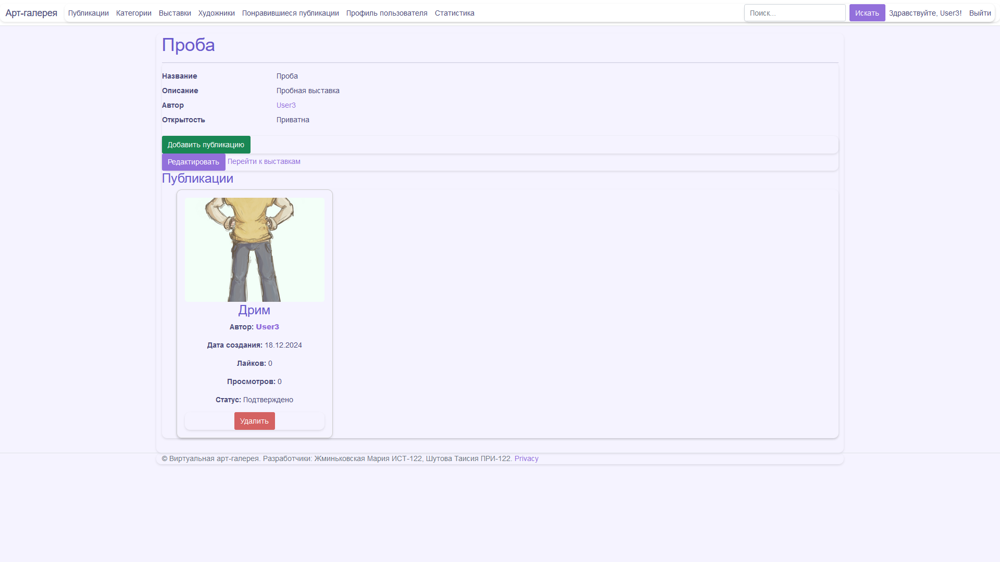 Арт-галерея Публикации Категории Выставки Художники Понравившиеся публикации Профиль пользователя Статистика Поиск... Искать Здравствуйте, User3! Выйти
Проба
Название Проба
Описание Пробная выставка
Автор User3
Открытость Приватна
Добавить публикацию
Редактировать Перейти к выставкам
Публикации
Дрим
Автор: User3
Дата создания: 18.12.2024
Лайков: 0
Просмотров: 0
Статус: Подтверждено
Удалить
© Виртуальная арт-галерея. Разработчики: Жминьковская Мария ИСТ-122, Шутова Таисия ПРИ-122. Privacy